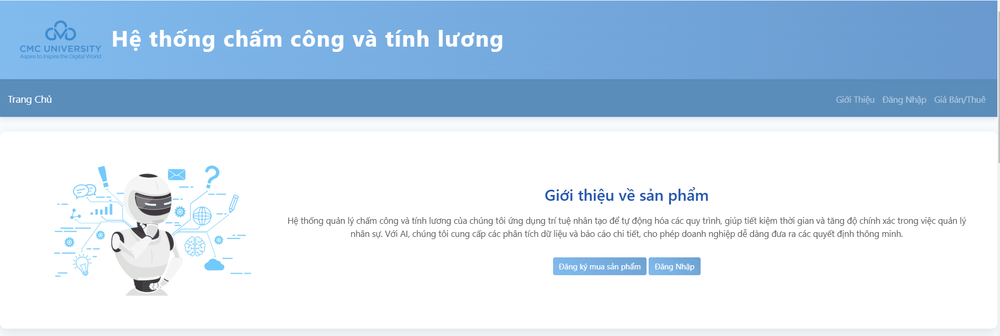 CMC UNIVERSITY
Aspire to Inspire the Digital World
Hệ thống chấm công và tính lương
Trang Chủ
Giới Thiệu Đăng Nhập Giá Bán/Thuê
Giới thiệu về sản phẩm
Hệ thống quản lý chấm công và tính lương của chúng tôi ứng dụng trí tuệ nhân tạo để tự động hóa các quy trình, giúp tiết kiệm thời gian và tăng độ chính xác trong việc quản lý
nhân sự. Với AI, chúng tôi cung cấp các phân tích dữ liệu và báo cáo chi tiết, cho phép doanh nghiệp dễ dàng đưa ra các quyết định thông minh.
Đăng ký mua sản phẩm Đăng Nhập